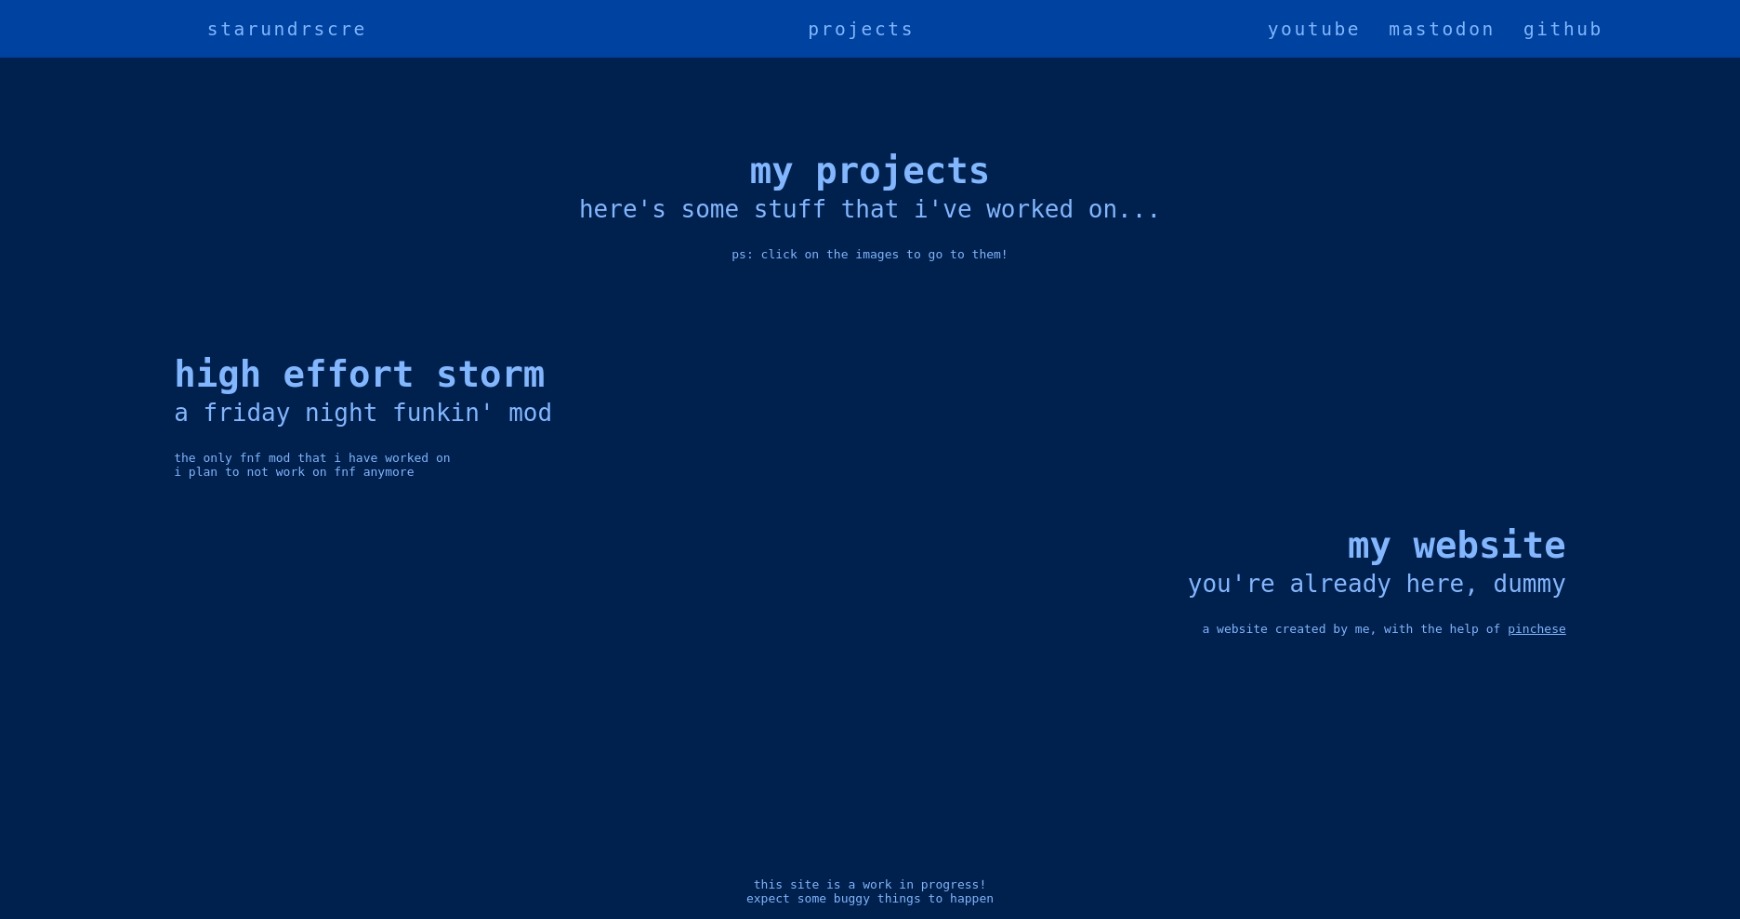 starundrscre projects youtube mastodon github
my projects
here's some stuff that i've worked on...
ps: click on the images to go to them!
high effort storm
a friday night funkin' mod
the only fnf mod that i have worked on
i plan to not work on fnf anymore
my website
you're already here, dummy
a website created by me, with the help of pinchese
this site is a work in progress!
expect some buggy things to happen